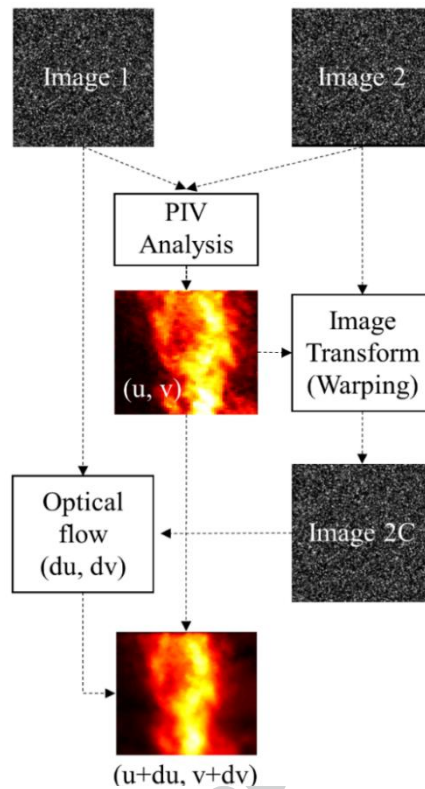 Image 1
Image 2
PIV
Analysis
(u, v)
Image
Transform
(Warping)
Optical
flow
(du, dv)
Image 2C
(u+du, v+dv)